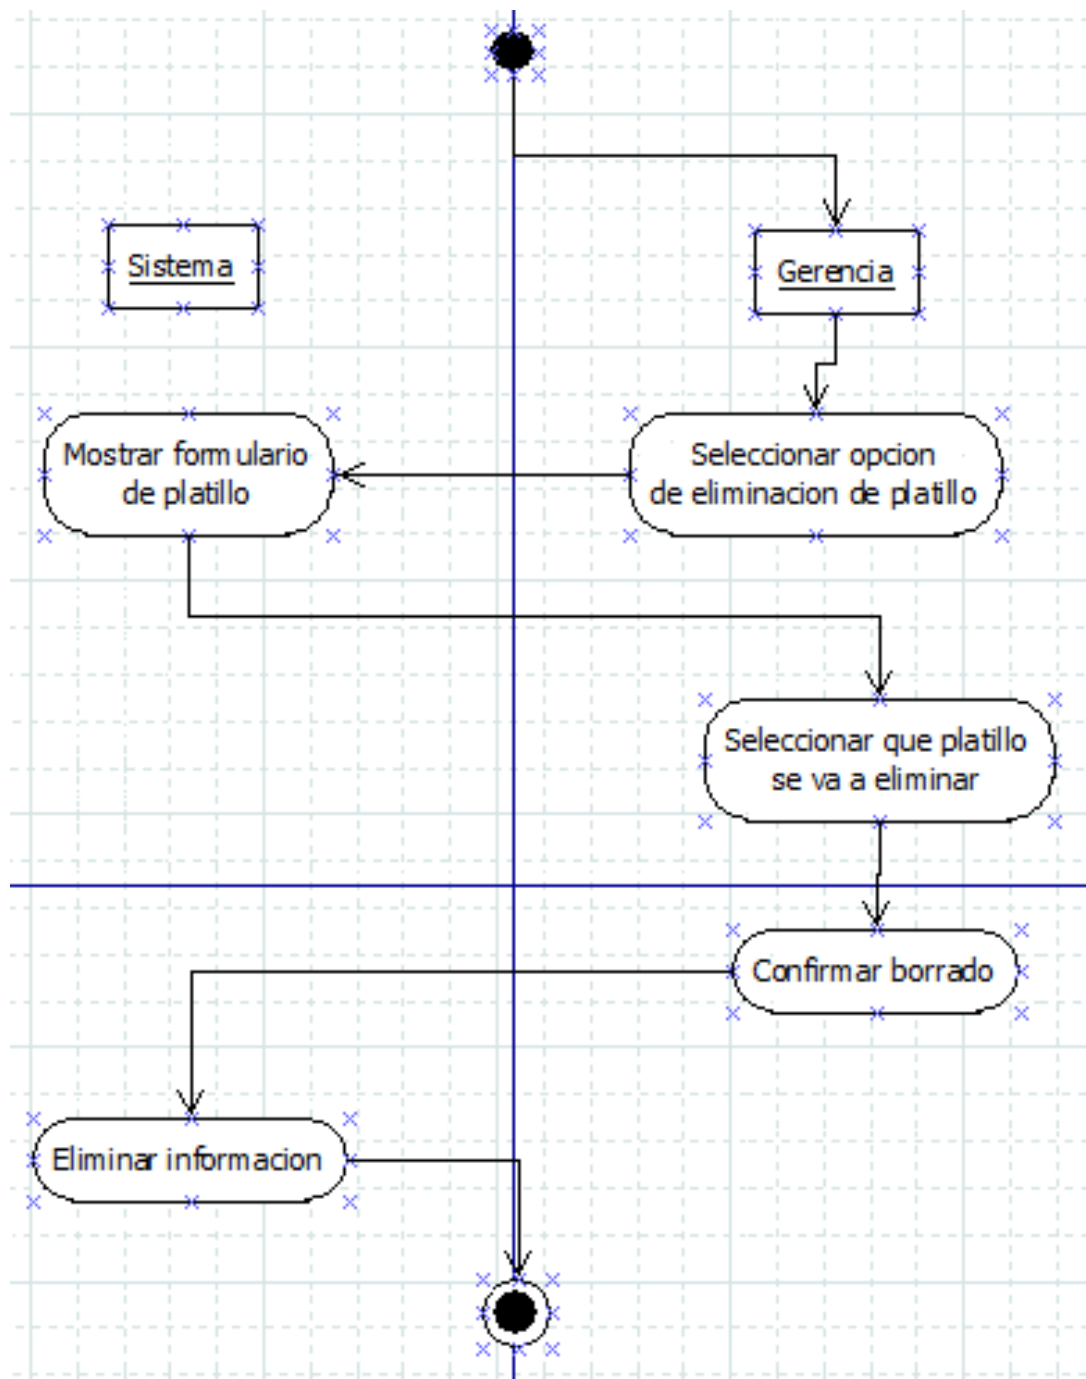 Sistema
Gerencia
Mostrar formulario
de platillo
Seleccionar opcion
de eliminacion de platillo
Seleccionar que platillo
se va a eliminar
Confirmar borrado
Eliminar informacion